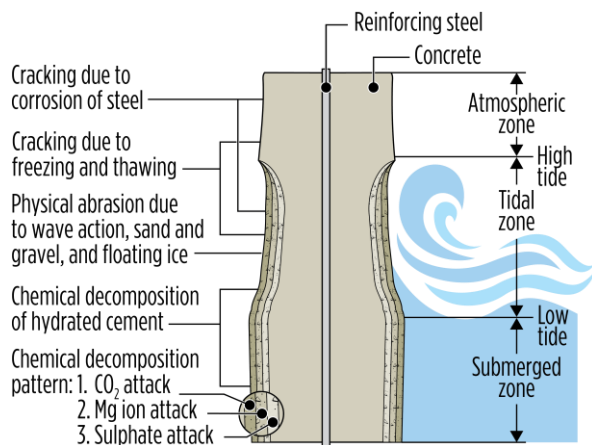 Reinforcing steel
Concrete
Cracking due to
corrosion of steel
Cracking due to
freezing and thawing
Physical abrasion due
to wave action, sand and
gravel, and floating ice
Chemical decomposition
of hydrated cement
Chemical decomposition
pattern: 1. CO₂ attack
2. Mg ion attack
3. Sulphate attack
Atmospheric
zone
High
tide
Tidal
zone
Low
tide
Submerged
zone